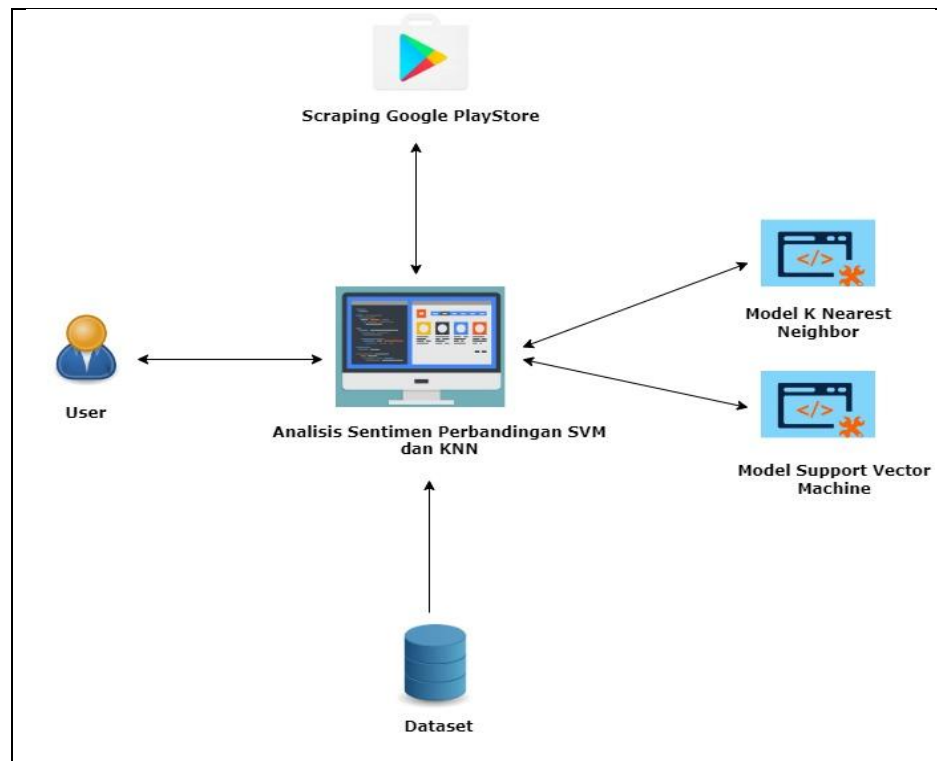 Scraping Google PlayStore
Model K Nearest
Neighbor
User
Analisis Sentimen Perbandingan SVM
dan KNN
Model Support Vector
Machine
Dataset